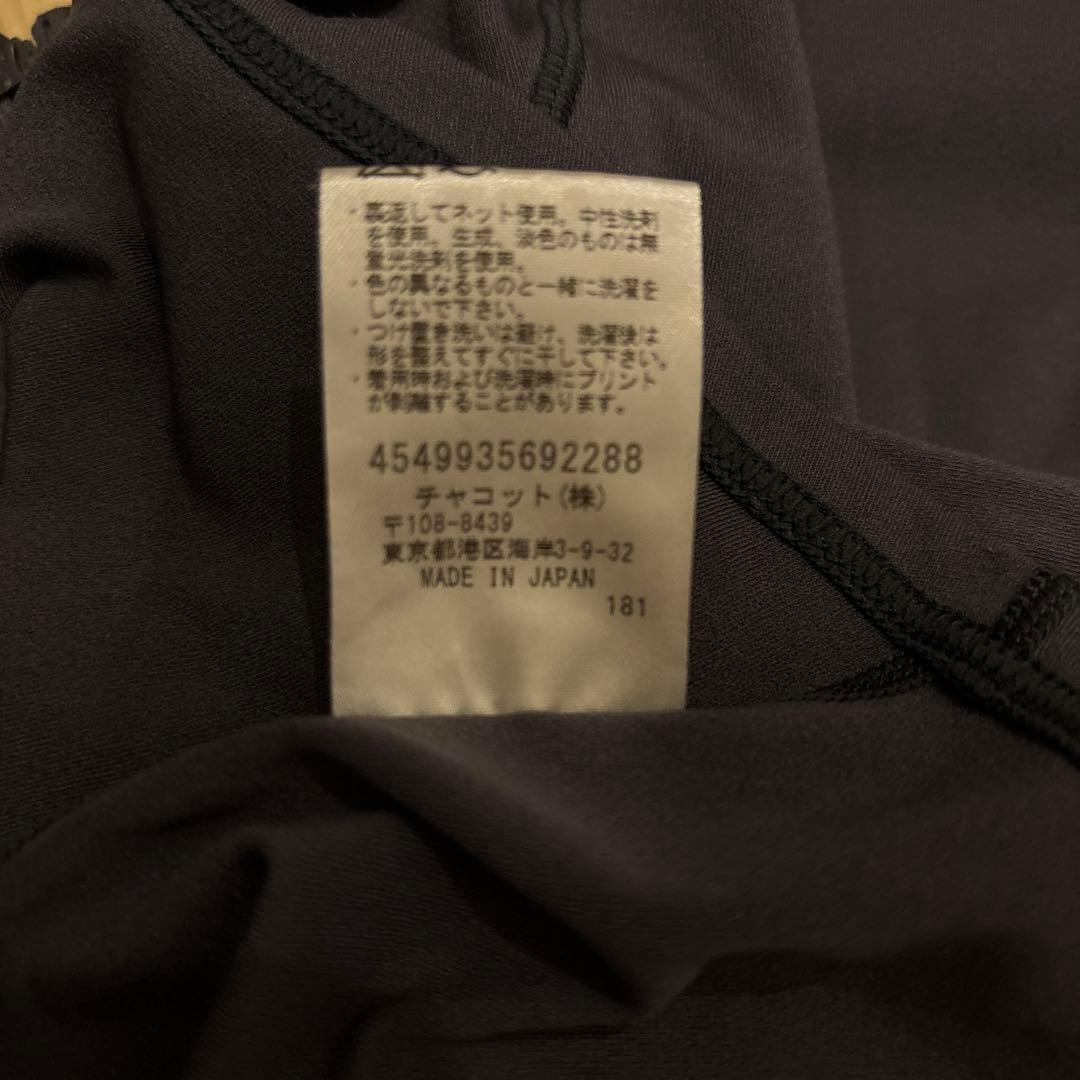 ・裏返してネット使用。中性洗剤
を使用。生成、淡色のものは無
蛍光洗剤を使用。
・色の異なるものと一緒に洗濯を
しないで下さい。
・つけ置き洗いは避け、洗濯後は
形を整えてすぐに干して下さい。
・着用時および洗濯時にプリント
が剥離することがあります。
4549935692288
チャコット(株)
〒108-8439
東京都港区海岸3-9-32
MADE IN JAPAN
181